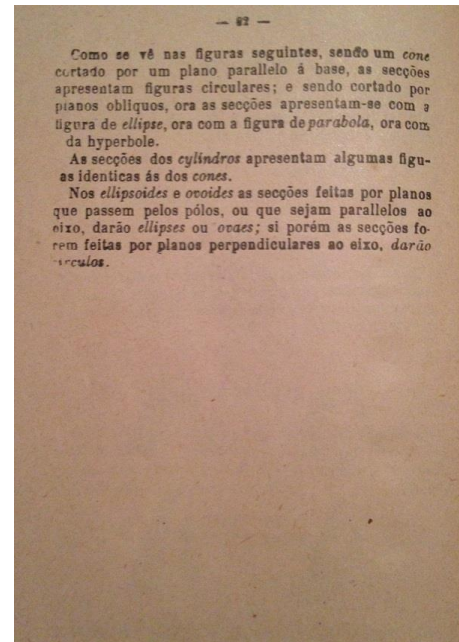 — 82 —
Como se vê nas figuras seguintes, sendo um cone
cortado por um plano parallelo á base, as secções
apresentam figuras circulares; e sendo cortado por
planos obliquos, ora as secções apresentam-se com a
figura de ellipse, ora com a figura de parabola, ora com
da hyperbole.
As secções dos cylindros apresentam algumas figu-
as identicas ás dos cones.
Nos ellipsoides e ovoides as secções feitas por planos
que passem pelos pólos, ou que sejam parallelos ao
eixo, darão ellipses ou ovaes; si porém as secções fo-
rem feitas por planos perpendiculares ao eixo, darão
circulos.